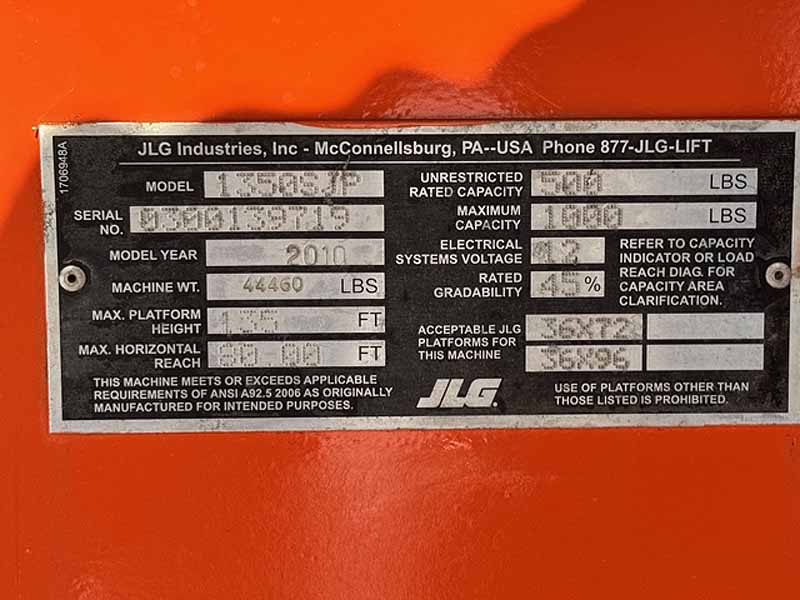 JLG Industries, Inc - McConnellsburg, PA--USA Phone 877-JLG-LIFT
1706948A
MODEL 1350SJP
SERIAL NO. 0300139719
MODEL YEAR 2010
MACHINE WT. 44460 LBS
MAX. PLATFORM HEIGHT 135 FT
MAX. HORIZONTAL REACH 80.00 FT
THIS MACHINE MEETS OR EXCEEDS APPLICABLE
REQUIREMENTS OF ANSI A92.5 2006 AS ORIGINALLY
MANUFACTURED FOR INTENDED PURPOSES.
UNRESTRICTED RATED CAPACITY 500 LBS
MAXIMUM CAPACITY 1000 LBS
ELECTRICAL SYSTEMS VOLTAGE 12
RATED GRADABILITY 45 %
REFER TO CAPACITY
INDICATOR OR LOAD
REACH DIAG. FOR
CAPACITY AREA
CLARIFICATION.
ACCEPTABLE JLG
PLATFORMS FOR
THIS MACHINE
36X72
36X96
JLG.
USE OF PLATFORMS OTHER THAN
THOSE LISTED IS PROHIBITED.